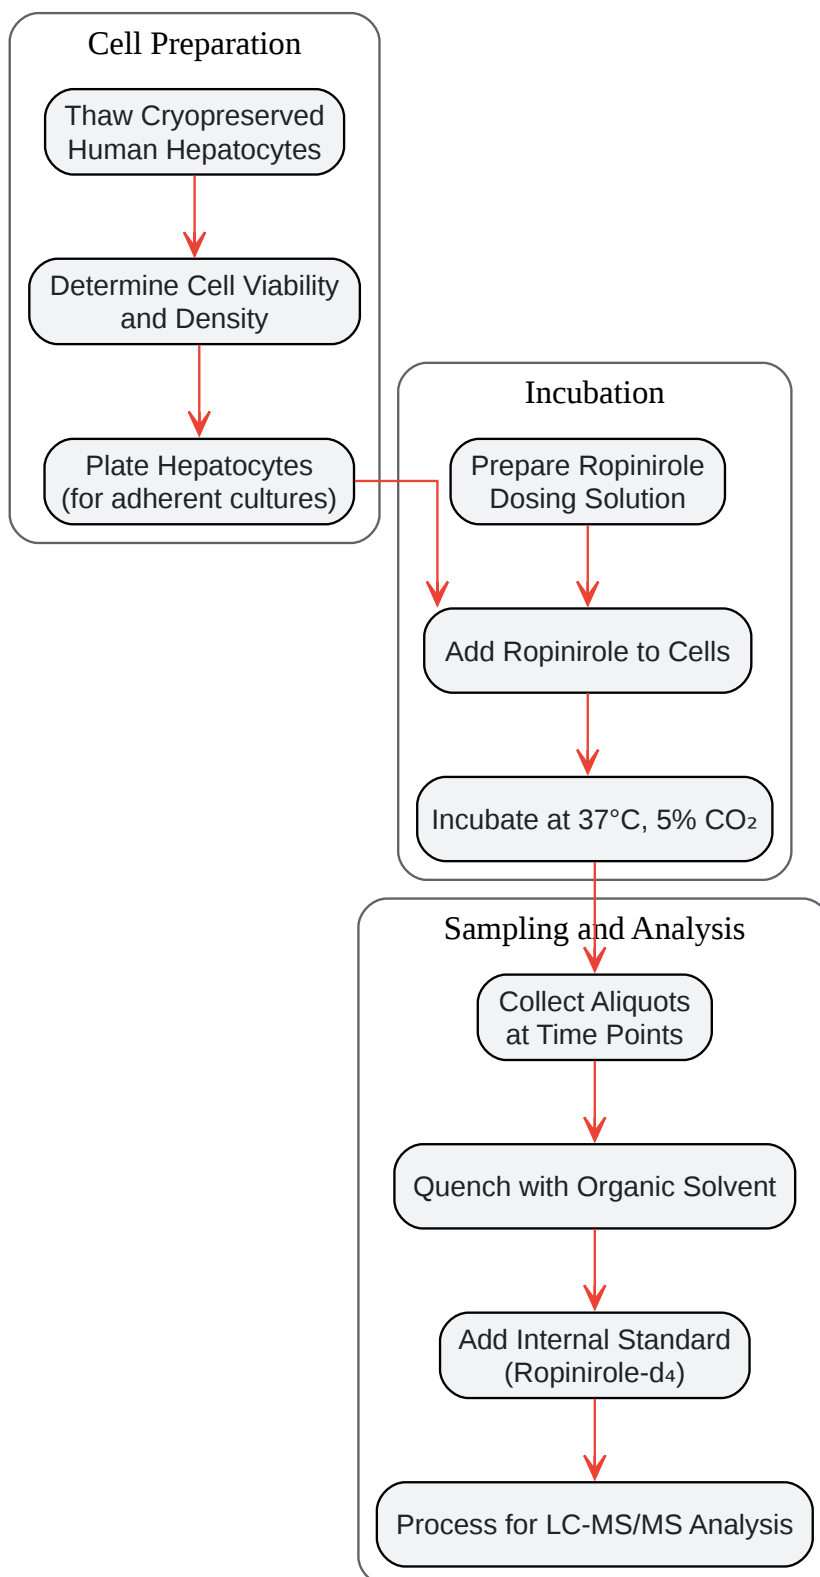 Cell Preparation
Thaw Cryopreserved
Human Hepatocytes
Determine Cell Viability
and Density
Plate Hepatocytes
(for adherent cultures)
Incubation
Prepare Ropinirole
Dosing Solution
Add Ropinirole to Cells
Incubate at 37°C, 5% CO₂
Sampling and Analysis
Collect Aliquots
at Time Points
Quench with Organic Solvent
Add Internal Standard
(Ropinirole-d₄)
Process for LC-MS/MS Analysis